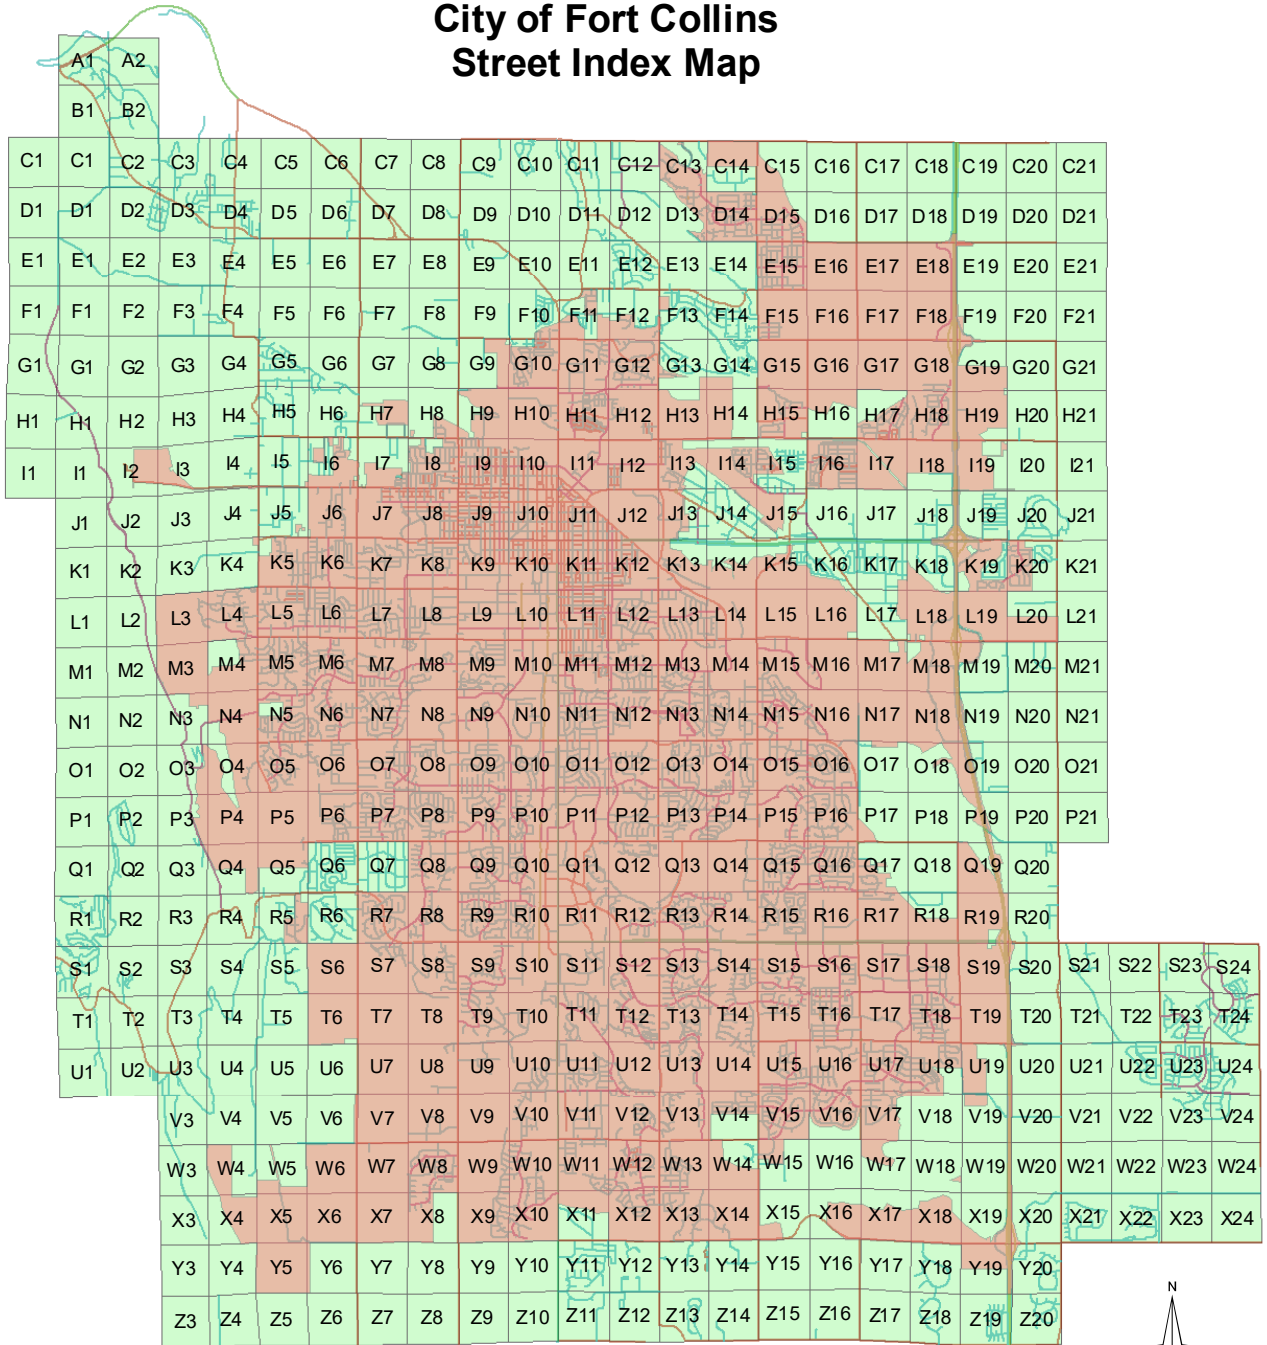 City of Fort Collins
Street Index Map
A1 A2
B1 B2
C1 C1 C2 C3 C4 C5 C6 C7 C8 C9 C10 C11 C12 C13 C14 C15 C16 C17 C18 C19 C20 C21
D1 D1 D2 D3 D4 D5 D6 D7 D8 D9 D10 D11 D12 D13 D14 D15 D16 D17 D18 D19 D20 D21
E1 E1 E2 E3 E4 E5 E6 E7 E8 E9 E10 E11 E12 E13 E14 E15 E16 E17 E18 E19 E20 E21
F1 F1 F2 F3 F4 F5 F6 F7 F8 F9 F10 F11 F12 F13 F14 F15 F16 F17 F18 F19 F20 F21
G1 G1 G2 G3 G4 G5 G6 G7 G8 G9 G10 G11 G12 G13 G14 G15 G16 G17 G18 G19 G20 G21
H1 H1 H2 H3 H4 H5 H6 H7 H8 H9 H10 H11 H12 H13 H14 H15 H16 H17 H18 H19 H20 H21
I1 I1 I2 I3 I4 I5 I6 I7 I8 I9 I10 I11 I12 I13 I14 I15 I16 I17 I18 I19 I20 I21
J1 J2 J3 J4 J5 J6 J7 J8 J9 J10 J11 J12 J13 J14 J15 J16 J17 J18 J19 J20 J21
K1 K2 K3 K4 K5 K6 K7 K8 K9 K10 K11 K12 K13 K14 K15 K16 K17 K18 K19 K20 K21
L1 L2 L3 L4 L5 L6 L7 L8 L9 L10 L11 L12 L13 L14 L15 L16 L17 L18 L19 L20 L21
M1 M2 M3 M4 M5 M6 M7 M8 M9 M10 M11 M12 M13 M14 M15 M16 M17 M18 M19 M20 M21
N1 N2 N3 N4 N5 N6 N7 N8 N9 N10 N11 N12 N13 N14 N15 N16 N17 N18 N19 N20 N21
O1 O2 O3 O4 O5 O6 O7 O8 O9 O10 O11 O12 O13 O14 O15 O16 O17 O18 O19 O20 O21
P1 P2 P3 P4 P5 P6 P7 P8 P9 P10 P11 P12 P13 P14 P15 P16 P17 P18 P19 P20 P21
Q1 Q2 Q3 Q4 Q5 Q6 Q7 Q8 Q9 Q10 Q11 Q12 Q13 Q14 Q15 Q16 Q17 Q18 Q19 Q20
R1 R2 R3 R4 R5 R6 R7 R8 R9 R10 R11 R12 R13 R14 R15 R16 R17 R18 R19 R20
S1 S2 S3 S4 S5 S6 S7 S8 S9 S10 S11 S12 S13 S14 S15 S16 S17 S18 S19 S20 S21 S22 S23 S24
T1 T2 T3 T4 T5 T6 T7 T8 T9 T10 T11 T12 T13 T14 T15 T16 T17 T18 T19 T20 T21 T22 T23 T24
U1 U2 U3 U4 U5 U6 U7 U8 U9 U10 U11 U12 U13 U14 U15 U16 U17 U18 U19 U20 U21 U22 U23 U24
V3 V4 V5 V6 V7 V8 V9 V10 V11 V12 V13 V14 V15 V16 V17 V18 V19 V20 V21 V22 V23 V24
W3 W4 W5 W6 W7 W8 W9 W10 W11 W12 W13 W14 W15 W16 W17 W18 W19 W20 W21 W22 W23 W24
X3 X4 X5 X6 X7 X8 X9 X10 X11 X12 X13 X14 X15 X16 X17 X18 X19 X20 X21 X22 X23 X24
Y3 Y4 Y5 Y6 Y7 Y8 Y9 Y10 Y11 Y12 Y13 Y14 Y15 Y16 Y17 Y18 Y19 Y20
N
Z3 Z4 Z5 Z6 Z7 Z8 Z9 Z10 Z11 Z12 Z13 Z14 Z15 Z16 Z17 Z18 Z19 Z20